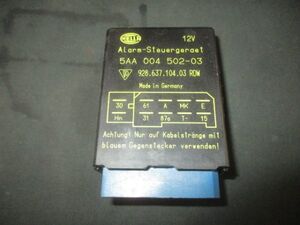 HELLA
12V
Alarm-Steuergeraet
5AA 004 502-03
928.637.104.03 RDW
Made in Germany
30 61 A MK E
Hn 31 87a T- 15
Achtung! Nur auf Kabelstränge mit
blauem Gegenstecker verwenden!